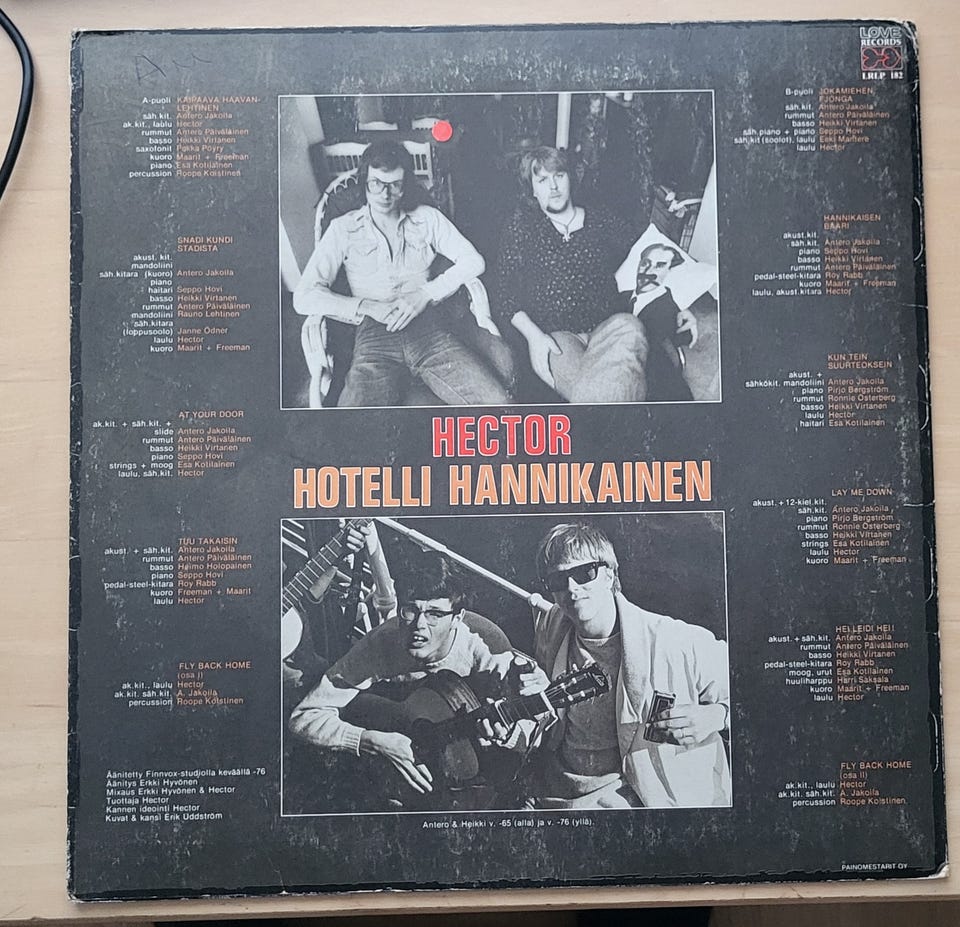 LOVE
RECORDS
LRLP 182
A-puoli KAIPAAVA HAAVAN-
LEHTINEN
säh.kit. Antero Jakoila
ak.kit., laulu Hector
rummut Antero Päiväläinen
basso Heikki Virtanen
saxofonit Pekka Pöyry
kuoro Maarit + Freeman
piano Esa Kotilainen
percussion Roope Koistinen
SNADI KUNDI
STADISTA
akust. kit.
mandoliini
säh.kitara (kuoro) Antero Jakoila
piano
haitari Seppo Hovi
basso Heikki Virtanen
rummut Antero Päiväläinen
mandoliini Rauno Lehtinen
säh.kitara
(loppusoolo) Janne Ödner
laulu Hector
kuoro Maarit + Freeman
AT YOUR DOOR
ak.kit. + säh.kit. +
slide Antero Jakoila
rummut Antero Päiväläinen
basso Heikki Virtanen
piano Seppo Hovi
strings + moog Esa Kotilainen
laulu, säh.kit. Hector
TUU TAKAISIN
akust. + säh.kit. Antero Jakoila
rummut Antero Päiväläinen
basso Heimo Holopainen
piano Seppo Hovi
pedal-steel-kitara Roy Rabb
kuoro Freeman + Maarit
laulu Hector
FLY BACK HOME
(osa I)
ak.kit., laulu Hector
ak.kit. säh.kit. A. Jakoila
percussion Roope Koistinen
Äänitetty Finnvox-studiolla keväällä -76
Äänitys Erkki Hyvönen
Mixaus Erkki Hyvönen & Hector
Tuottaja Hector
Kannen ideointi Hector
Kuvat & kansi Erik Uddström
HECTOR
HOTELLI HANNIKAINEN
Antero & Heikki v. -65 (alla) ja v. -76 (yllä).
B-puoli JOKAMIEHEN
PJONGA
säh.kit. Antero Jakoila
rummut Antero Päiväläinen
basso Heikki Virtanen
säh.piano + piano Seppo Hovi
säh.kit (soolot), laulu Eski Mantere
laulu Hector
HANNIKAISEN
BAARI
akust.kit.
säh.kit. Antero Jakoila
piano Seppo Hovi
basso Heikki Virtanen
rummut Antero Päiväläinen
pedal-steel-kitara Roy Rabb
kuoro Maarit + Freeman
laulu, akust.kitara Hector
KUN TEIN
SUURTEOKSEIN
akust. +
sähkökit. mandoliini Antero Jakoila
piano Pirjo Bergström
rummut Ronnie Österberg
basso Heikki Virtanen
laulu Hector
haitari Esa Kotilainen
LAY ME DOWN
akust. + 12-kiel.kit.
säh.kit. Antero Jakoila
piano Pirjo Bergström
rummut Ronnie Österberg
basso Heikki Virtanen
strings Esa Kotilainen
laulu Hector
kuoro Maarit + Freeman
HEI LEIDI HEI!
akust. + säh.kit. Antero Jakoila
rummut Antero Päiväläinen
basso Heikki Virtanen
pedal-steel-kitara Roy Rabb
moog, urut Esa Kotilainen
huuliharppu Harri Saksala
kuoro Maarit + Freeman
laulu Hector
FLY BACK HOME
(osa II)
ak.kit., laulu Hector
ak.kit. säh.kit. A. Jakoila
percussion Roope Koistinen
PAINOMESTARIT OY